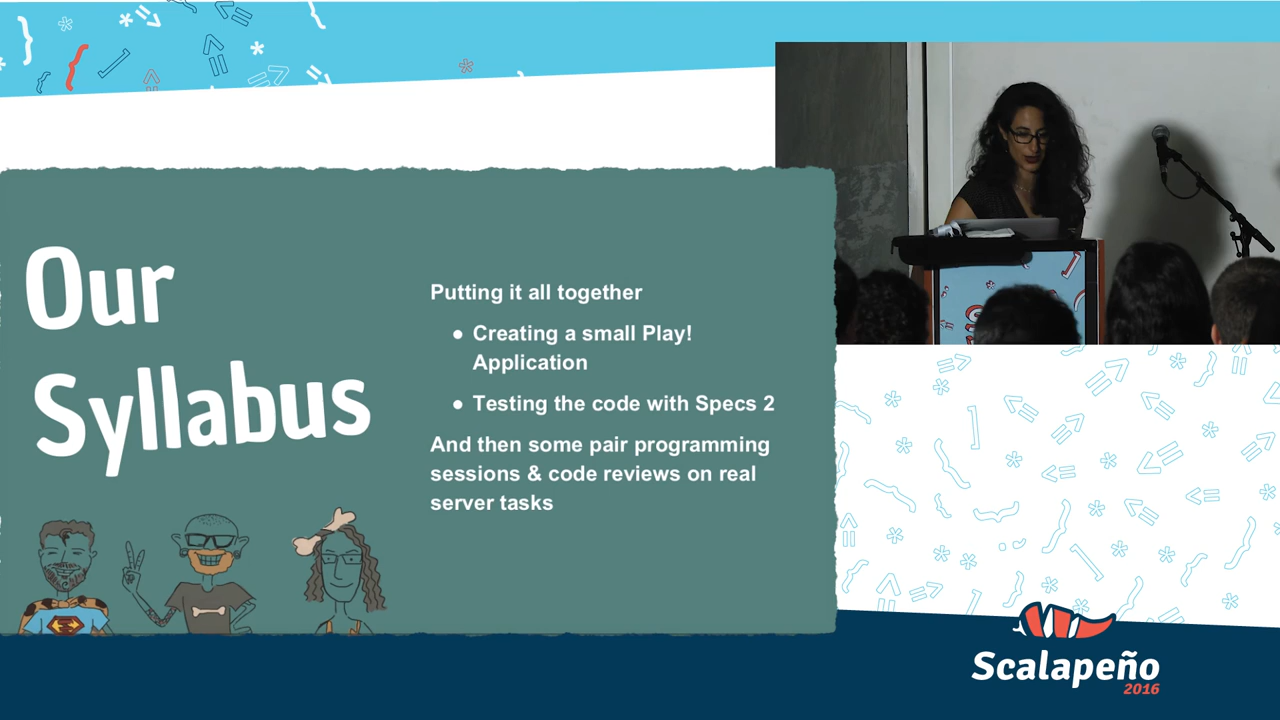 Our
Syllabus
Putting it all together
● Creating a small Play!
Application
● Testing the code with Specs 2
And then some pair programming
sessions & code reviews on real
server tasks
Scalapeño
2016